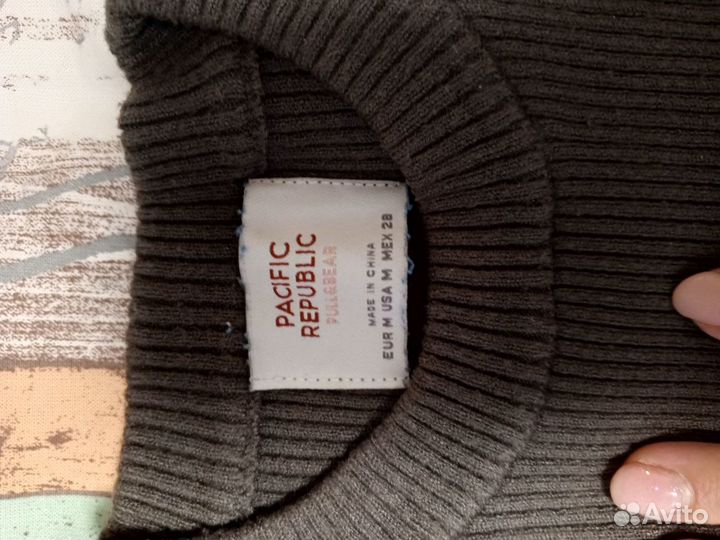 PACIFIC
REPUBLIC
PULL&BEAR
MADE IN CHINA
EUR M USA M MEX 28
Avito